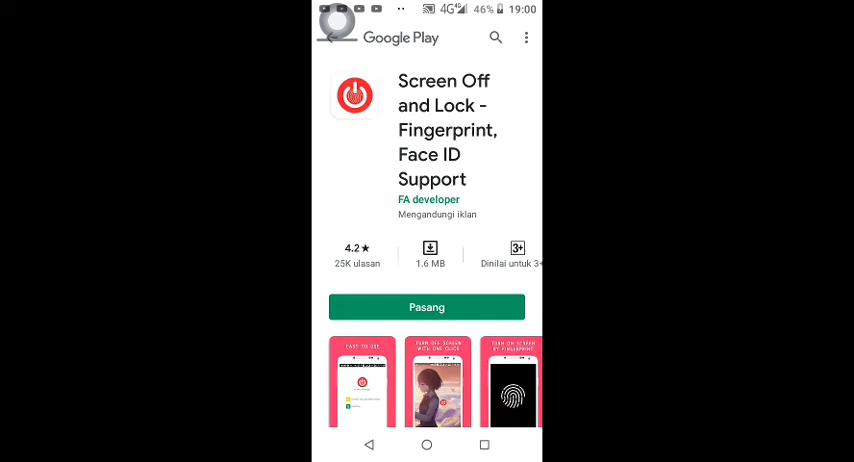 4G 4G 46% 19:00
Google Play
Screen Off
and Lock -
Fingerprint,
Face ID
Support
FA developer
Mengandungi iklan
4.2★
25K ulasan
1.6 MB
3+
Dinilai untuk 3+
Pasang
EASY TO USE
TURN OFF SCREEN
WITH ONE CLICK
TURN ON SCREEN
BY FINGERPRINT